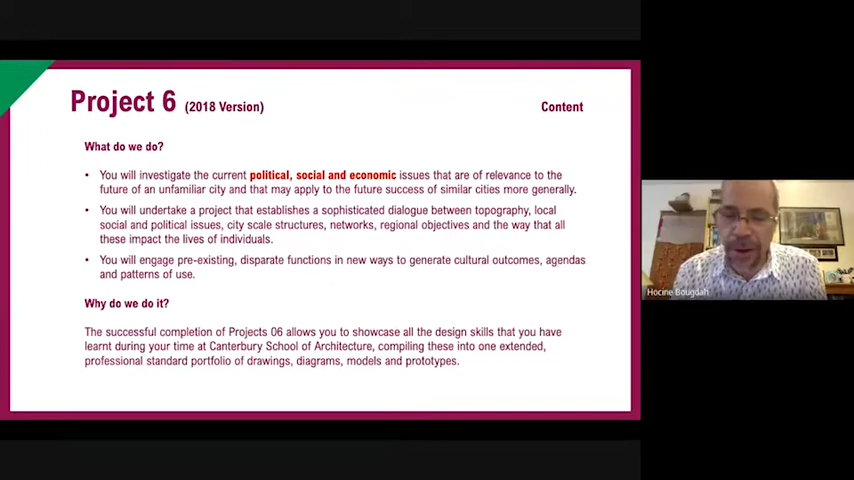 Project 6 (2018 Version)
Content
What do we do?
• You will investigate the current political, social and economic issues that are of relevance to the
future of an unfamiliar city and that may apply to the future success of similar cities more generally.
• You will undertake a project that establishes a sophisticated dialogue between topography, local
social and political issues, city scale structures, networks, regional objectives and the way that all
these impact the lives of individuals.
• You will engage pre-existing, disparate functions in new ways to generate cultural outcomes, agendas
and patterns of use.
Why do we do it?
The successful completion of Projects 06 allows you to showcase all the design skills that you have
learnt during your time at Canterbury School of Architecture, compiling these into one extended,
professional standard portfolio of drawings, diagrams, models and prototypes.
Hocine Bougdah